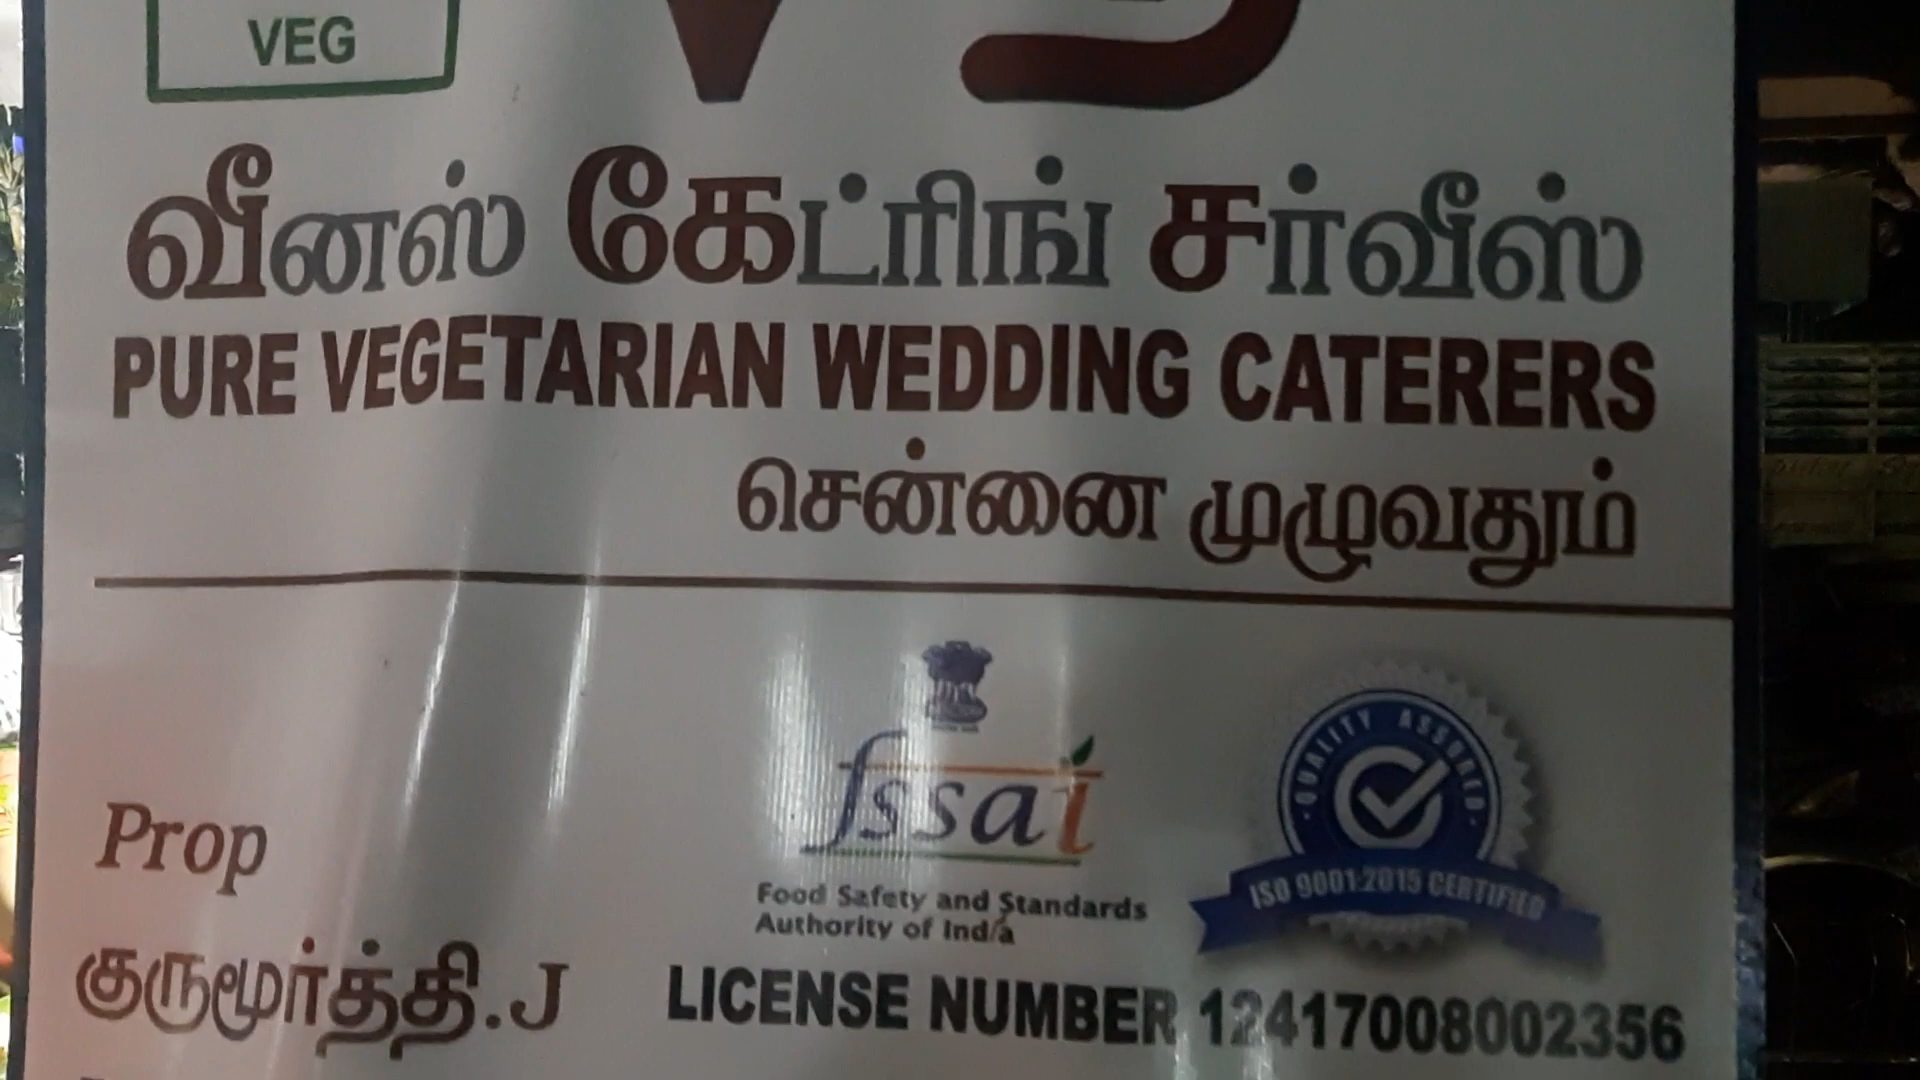 VEG
வீனஸ் கேட்ரிங் சர்வீஸ்
PURE VEGETARIAN WEDDING CATERERS
சென்னை முழுவதும்
fssai
Food Safety and Standards
Authority of India
QUALITY ASSURED
ISO 9001:2015 CERTIFIED
Prop
குருமூர்த்தி.J
LICENSE NUMBER 12417008002356